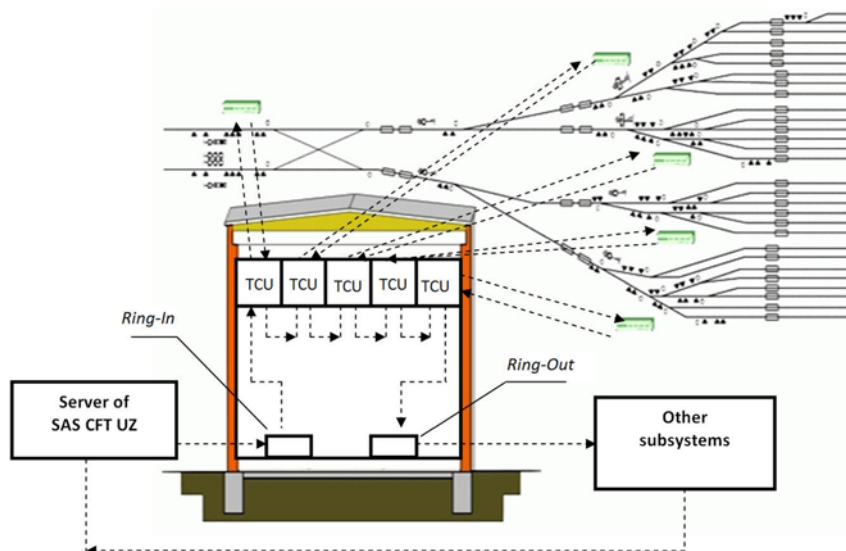 TCU TCU TCU TCU TCU
Ring-In
Ring-Out
Server of
SAS CFT UZ
Other
subsystems